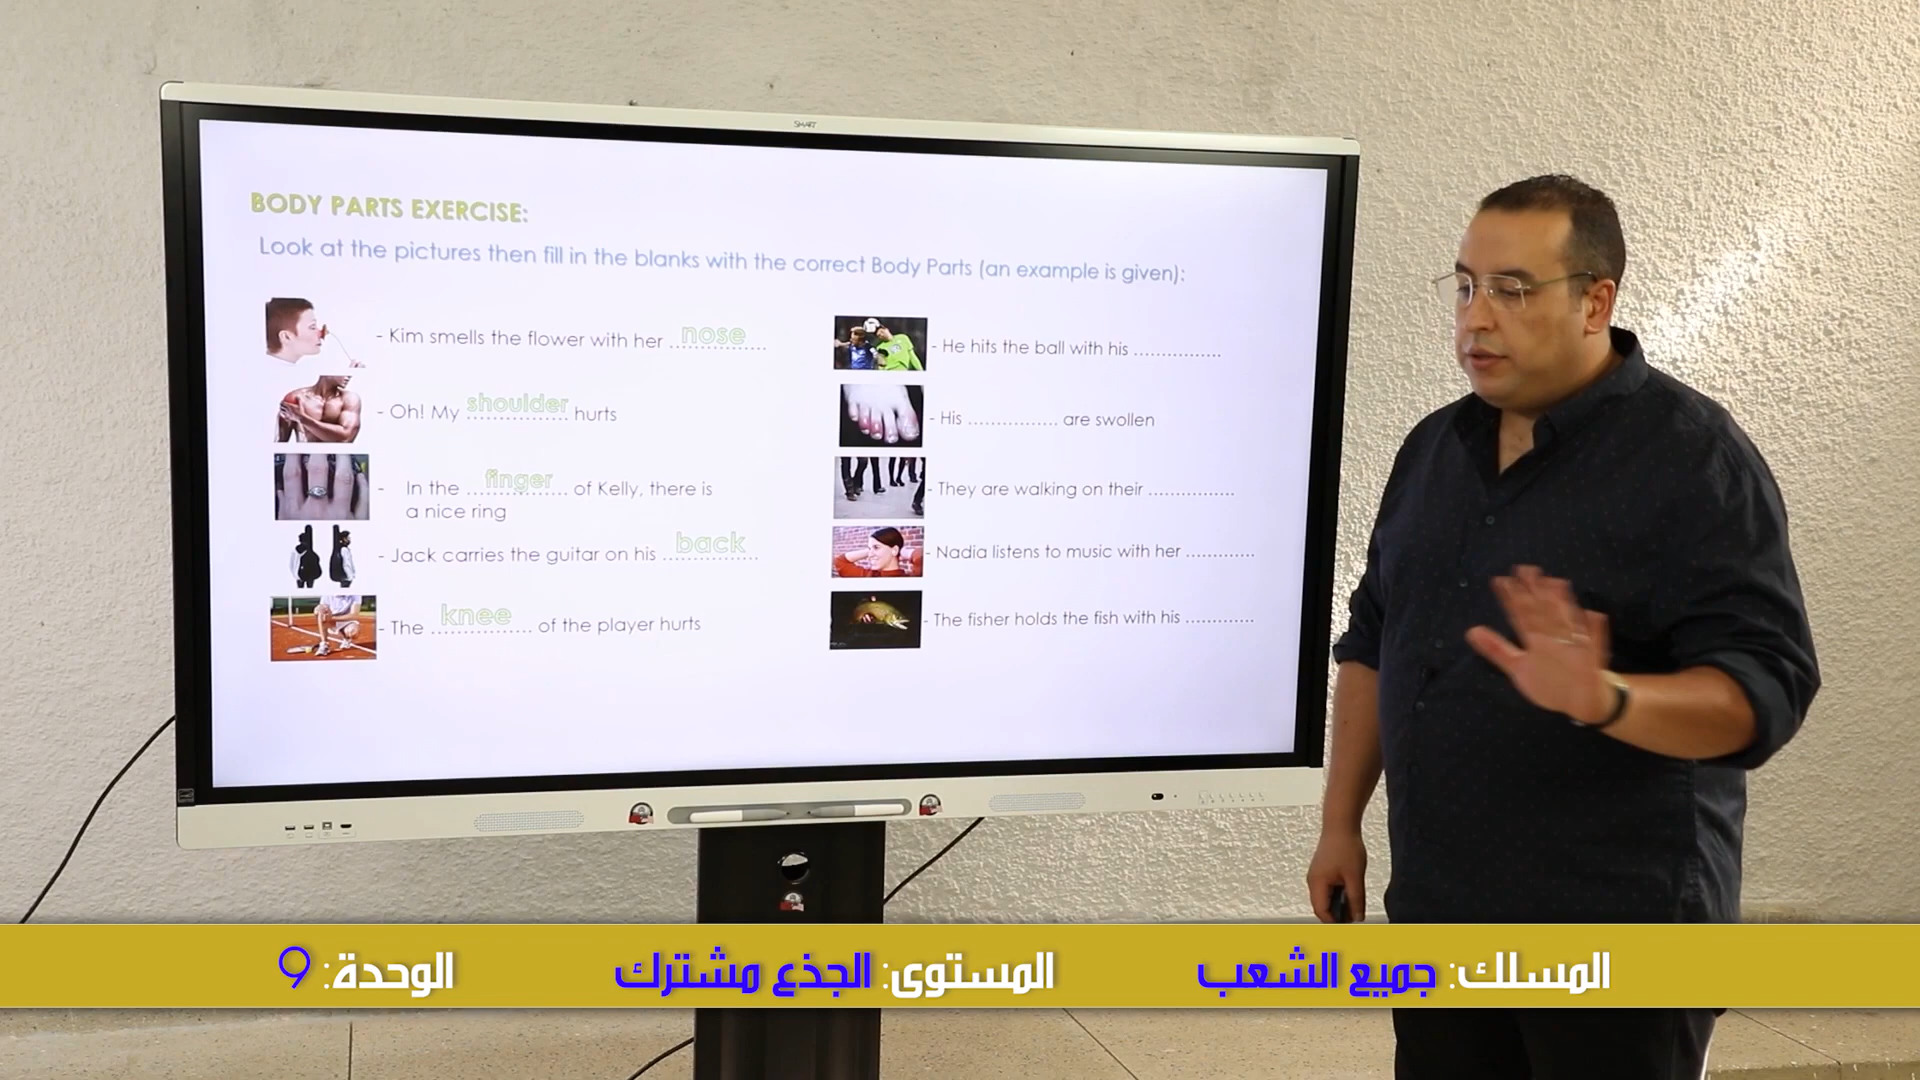 SMART
BODY PARTS EXERCISE:
Look at the pictures then fill in the blanks with the correct Body Parts (an example is given):
- Kim smells the flower with her nose
- Oh! My shoulder hurts
- In the finger of Kelly, there is
a nice ring
- Jack carries the guitar on his back
- The knee of the player hurts
- He hits the ball with his ...............
- His ............... are swollen
- They are walking on their ...............
- Nadia listens to music with her ............
- The fisher holds the fish with his ............
المسلك: جميع الشعب
المستوى: الجذع مشترك
الوحدة: 9